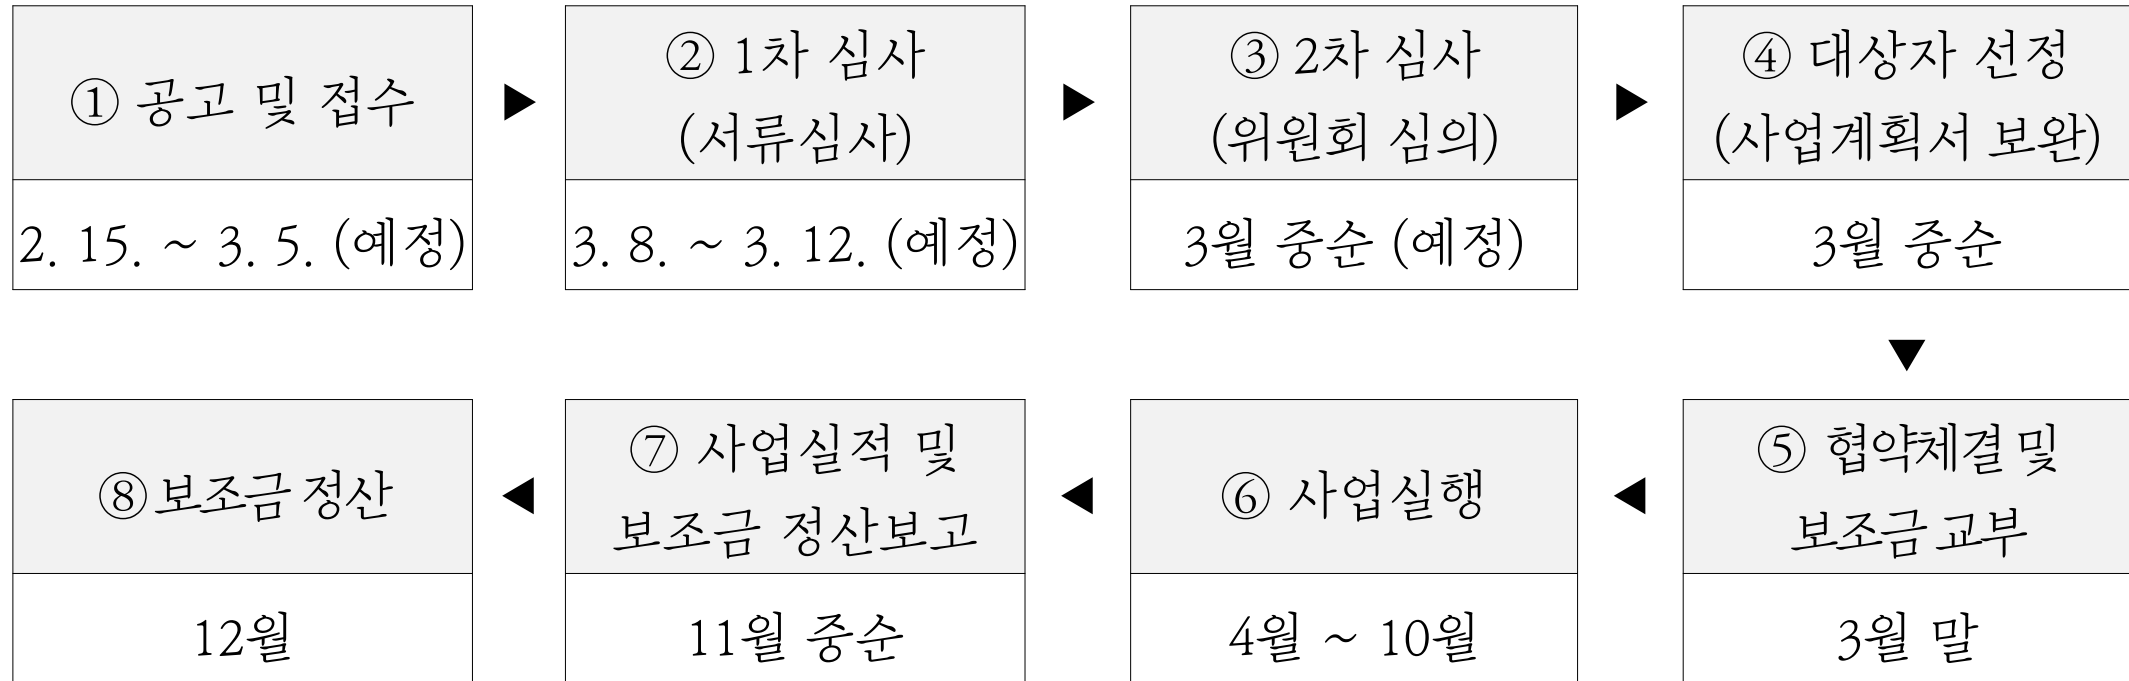 ① 공고 및 접수
2. 15. ~ 3. 5. (예정)
▶
② 1차 심사
(서류심사)
3. 8. ~ 3. 12. (예정)
▶
③ 2차 심사
(위원회 심의)
3월 중순 (예정)
▶
④ 대상자 선정
(사업계획서 보완)
3월 중순
▼
⑤ 협약체결 및
보조금 교부
3월 말
◀
⑥ 사업실행
4월 ~ 10월
◀
⑦ 사업실적 및
보조금 정산보고
11월 중순
◀
⑧ 보조금 정산
12월